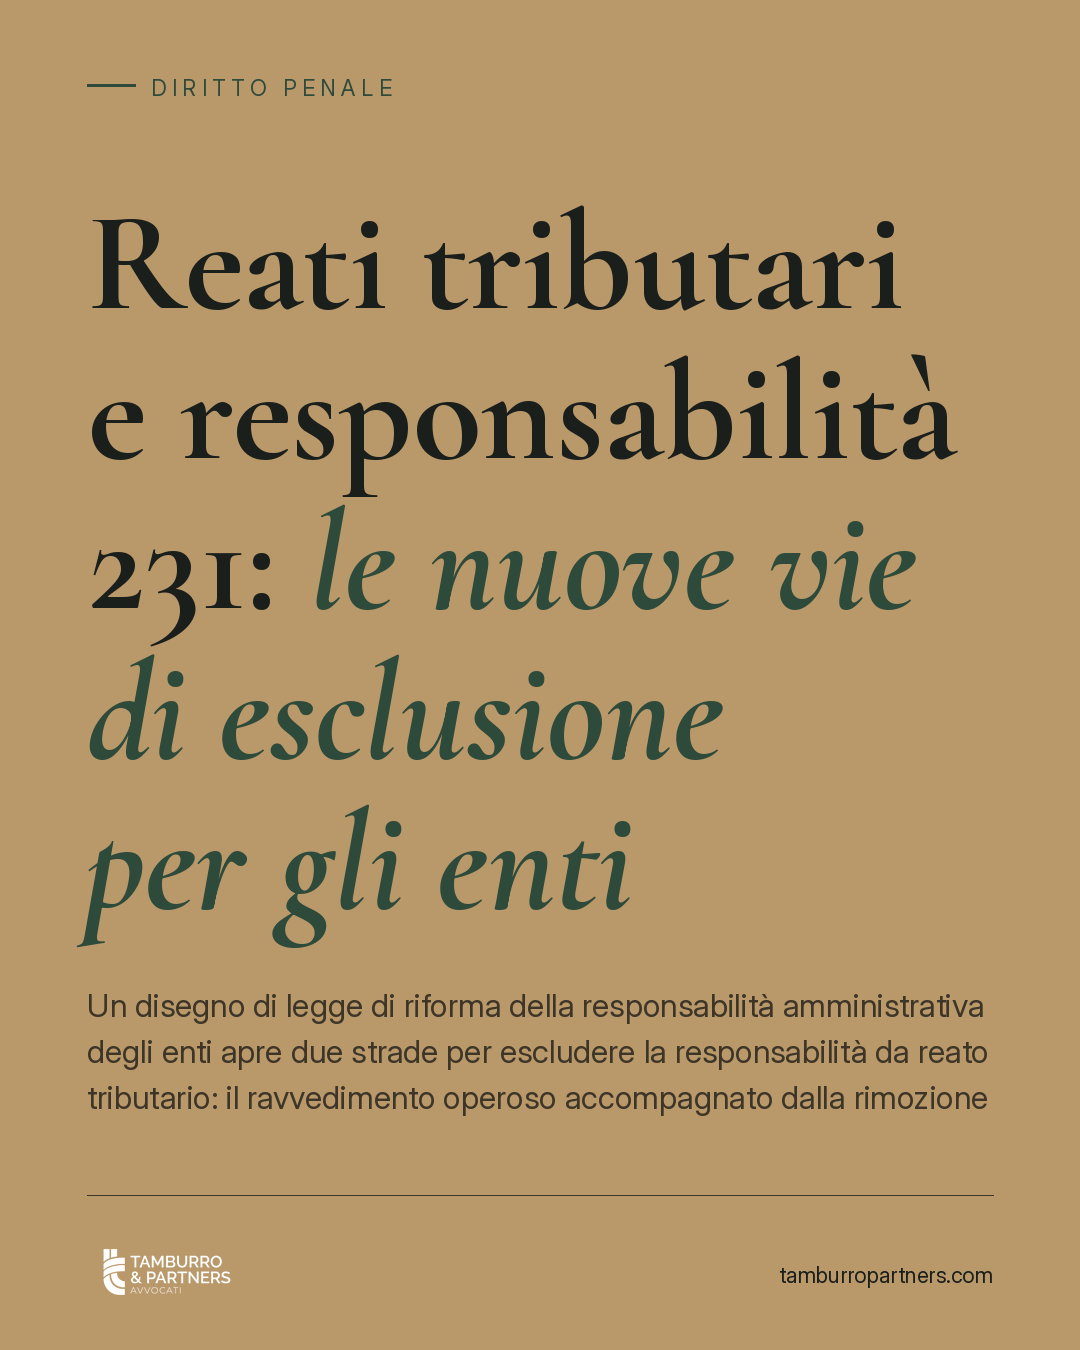 DIRITTO PENALE
Reati tributari
e responsabilità
231: le nuove vie
di esclusione
per gli enti
Un disegno di legge di riforma della responsabilità amministrativa
degli enti apre due strade per escludere la responsabilità da reato
tributario: il ravvedimento operoso accompagnato dalla rimozione
TAMBURRO
& PARTNERS
AVVOCATI
tamburropartners.com